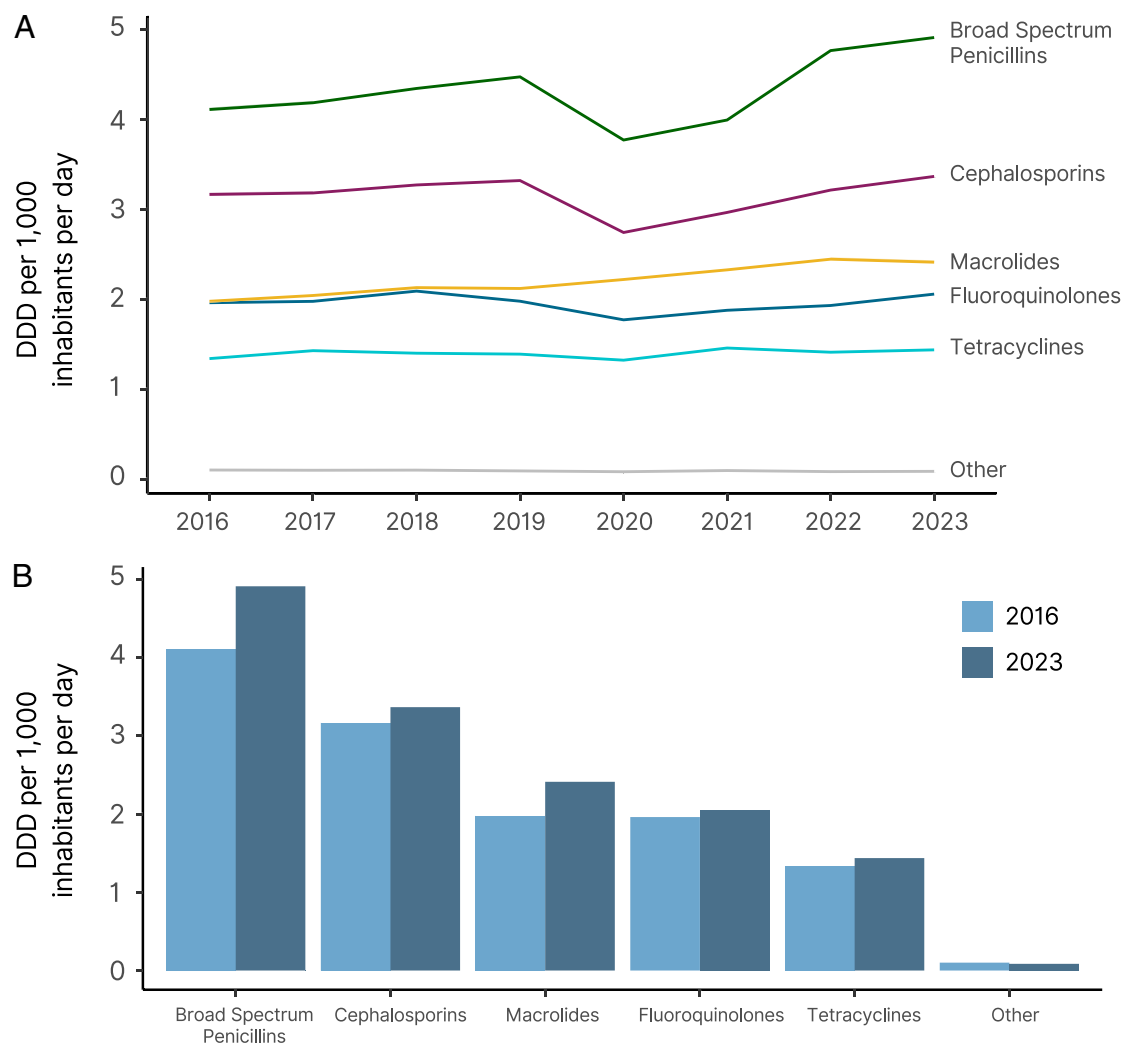 A
DDD per 1,000
inhabitants per day
5
4
3
2
1
0
Broad Spectrum
Penicillins
Cephalosporins
Macrolides
Fluoroquinolones
Tetracyclines
Other
2016 2017 2018 2019 2020 2021 2022 2023
B
DDD per 1,000
inhabitants per day
5
4
3
2
1
0
2016
2023
Broad Spectrum
Penicillins
Cephalosporins
Macrolides
Fluoroquinolones
Tetracyclines
Other